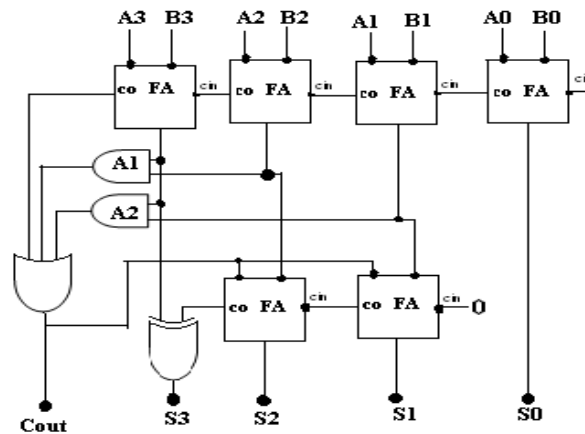 A3 B3 A2 B2 A1 B1 A0 B0
co FA cin co FA cin co FA cin co FA cin
A1
A2
co FA cin co FA cin 0
Cout S3 S2 S1 S0